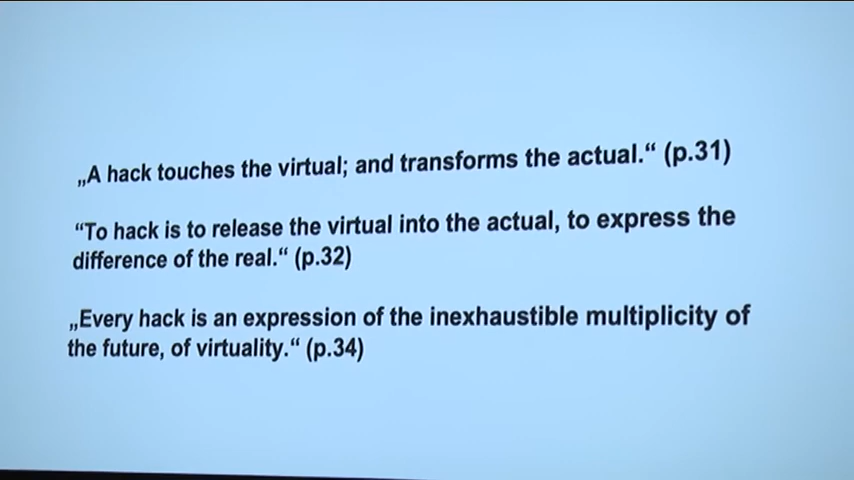 „A hack touches the virtual; and transforms the actual.“ (p.31)
“To hack is to release the virtual into the actual, to express the
difference of the real.“ (p.32)
„Every hack is an expression of the inexhaustible multiplicity of
the future, of virtuality.“ (p.34)